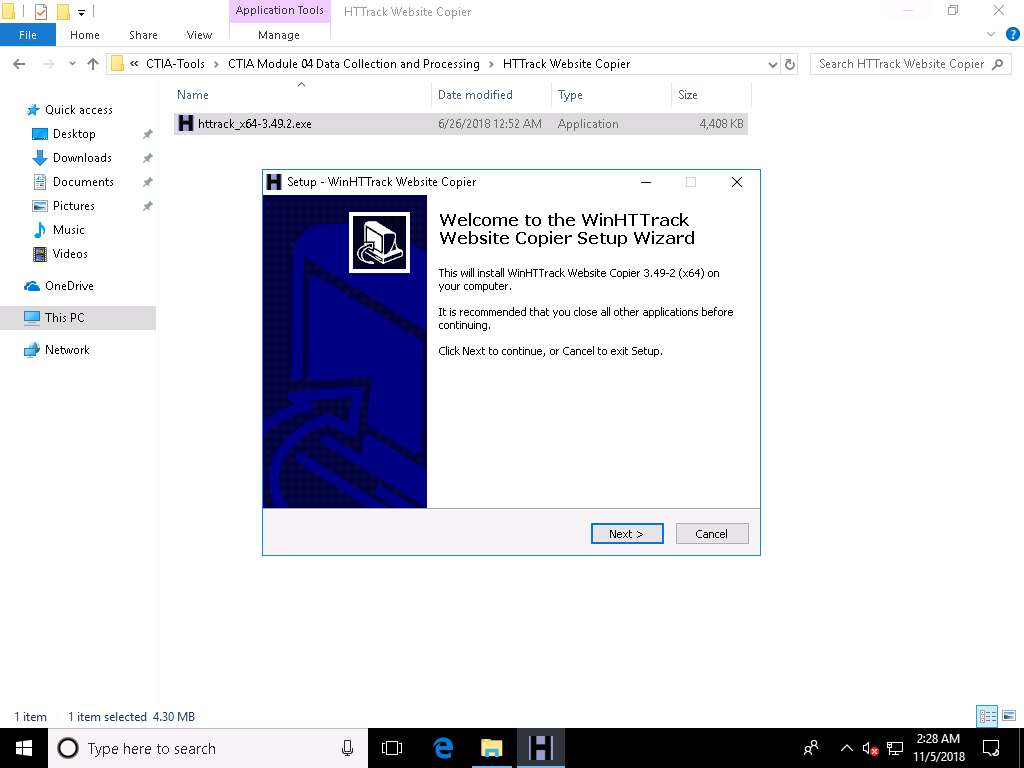 Application Tools
HTTrack Website Copier
File
Home
Share
View
Manage
?
« CTIA-Tools > CTIA Module 04 Data Collection and Processing > HTTrack Website Copier
Search HTTrack Website Copier
Name
Date modified
Type
Size
Quick access
Desktop
Downloads
Documents
Pictures
Music
Videos
OneDrive
This PC
Network
httrack_x64-3.49.2.exe
6/26/2018 12:52 AM
Application
4,408 KB
Setup - WinHTTrack Website Copier
Welcome to the WinHTTrack
Website Copier Setup Wizard
This will install WinHTTrack Website Copier 3.49-2 (x64) on
your computer.
It is recommended that you close all other applications before
continuing.
Click Next to continue, or Cancel to exit Setup.
Next >
Cancel
1 item
1 item selected 4.30 MB
Type here to search
2:28 AM
11/5/2018